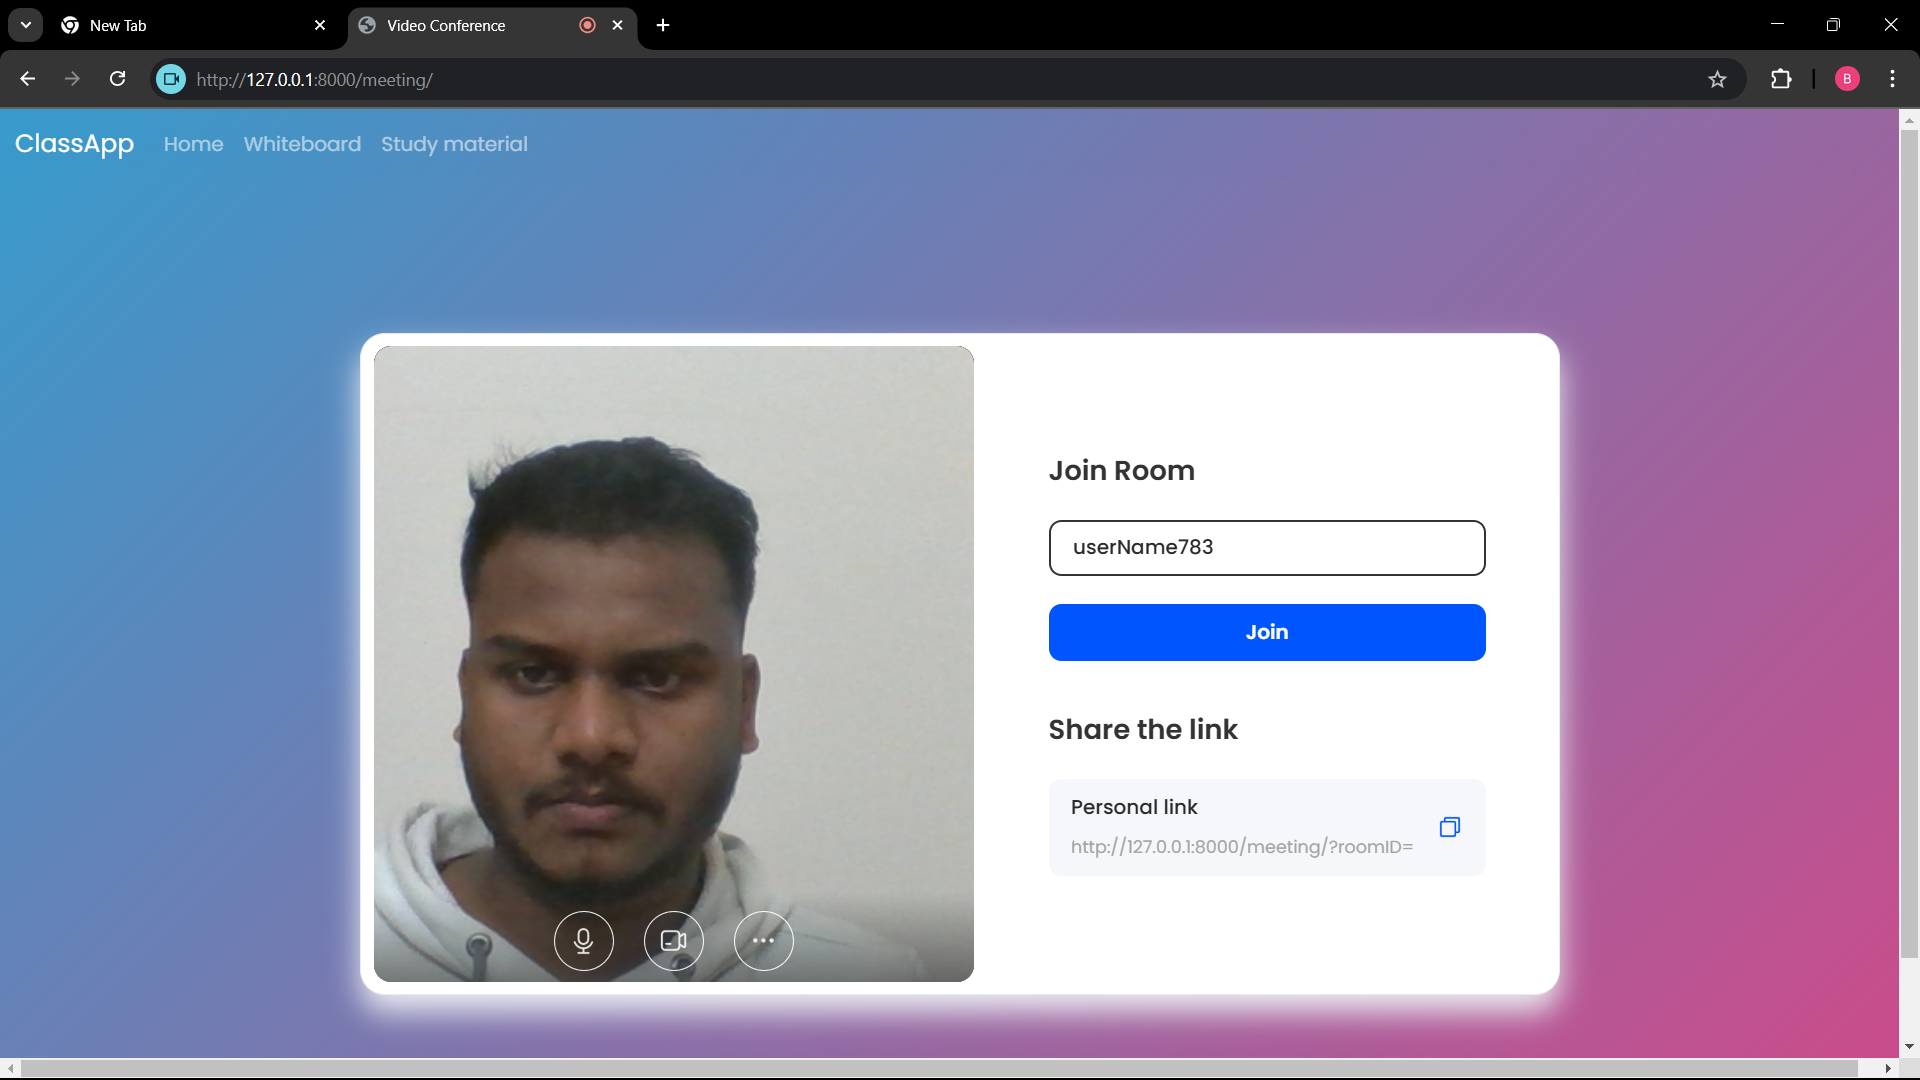 New Tab
Video Conference
http://127.0.0.1:8000/meeting/
B
ClassApp Home Whiteboard Study material
Join Room
userName783
Join
Share the link
Personal link
http://127.0.0.1:8000/meeting/?roomID=